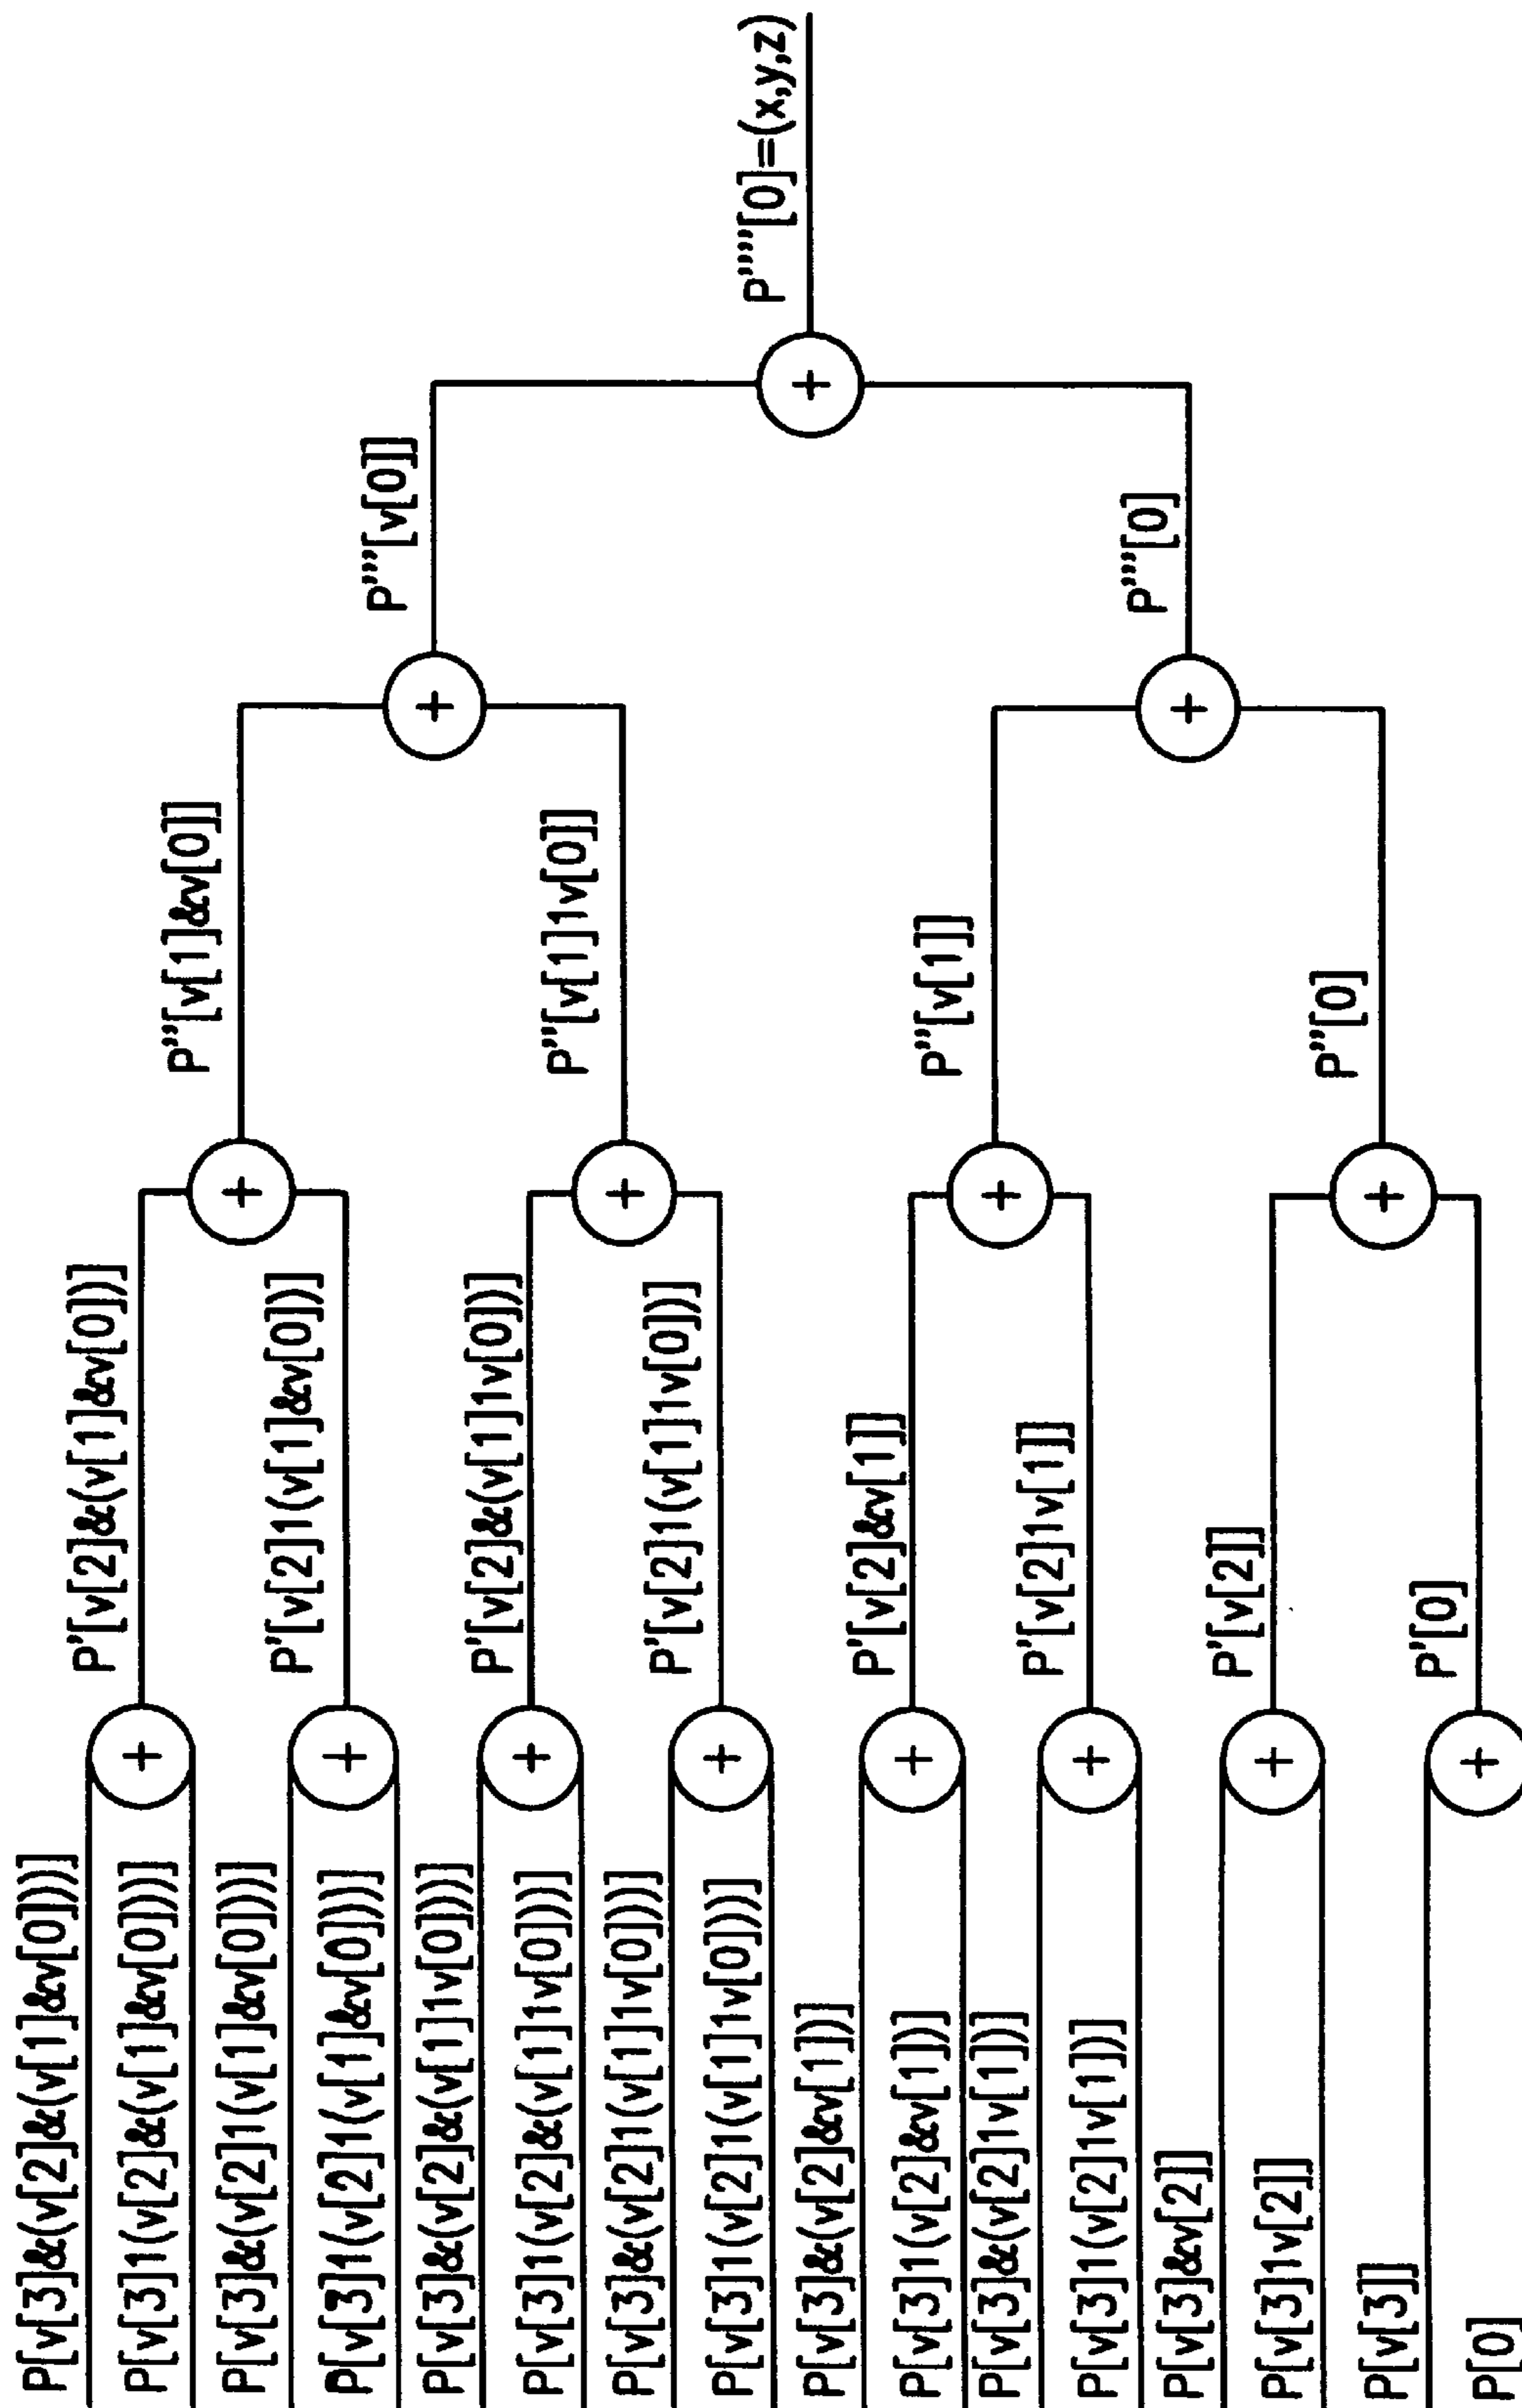 P[v[3]&(v[2]&(v[1]&v[0]))]
P[v[3]1(v[2]&(v[1]&v[0]))]
P[v[3]&(v[2]1(v[1]&v[0]))]
P[v[3]1(v[2]1(v[1]&v[0]))]
P[v[3]&(v[2]&(v[1]1v[0]))]
P[v[3]1(v[2]&(v[1]1v[0]))]
P[v[3]&(v[2]1(v[1]1v[0]))]
P[v[3]1(v[2]1(v[1]1v[0]))]
P[v[3]&(v[2]&v[1])]
P[v[3]1(v[2]&v[1])]
P[v[3]&(v[2]1v[1])]
P[v[3]1(v[2]1v[1])]
P[v[3]&v[2]]
P[v[3]1v[2]]
P[v[3]]
P[0]
+
+
+
+
+
+
+
+
P'[v[2]&(v[1]&v[0])]
P'[v[2]1(v[1]&v[0])]
P'[v[2]&(v[1]1v[0])]
P'[v[2]1(v[1]1v[0])]
P'[v[2]&v[1]]
P'[v[2]1v[1]]
P'[v[2]]
P'[0]
+
+
+
+
P''[v[1]&v[0]]
P''[v[1]1v[0]]
P''[v[1]]
P''[0]
+
+
P'''[v[0]]
P'''[0]
+
P''''[0]=(x,y,z)